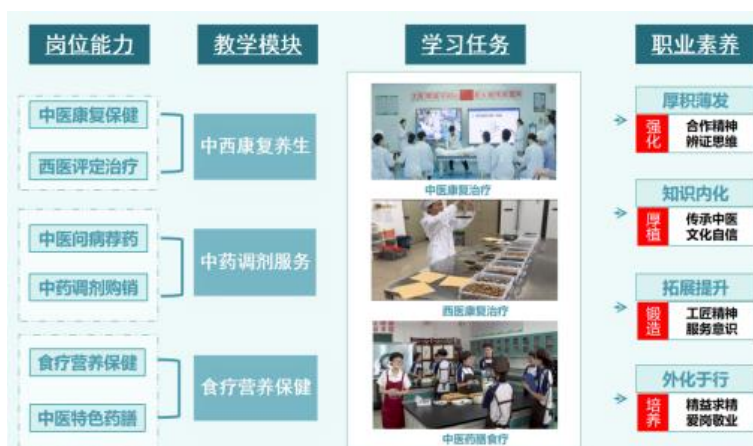 岗位能力
教学模块
学习任务
职业素养
中医康复保健
西医评定治疗
中医问病荐药
中药调剂购销
食疗营养保健
中医特色药膳
中西康复养生
中药调剂服务
食疗营养保健
中医康复治疗
西医康复治疗
中医药膳食疗
厚积薄发
强化
合作精神
辨证思维
知识内化
厚植
传承中医
文化自信
拓展提升
锻造
工匠精神
服务意识
外化于行
培养
精益求精
爱岗敬业